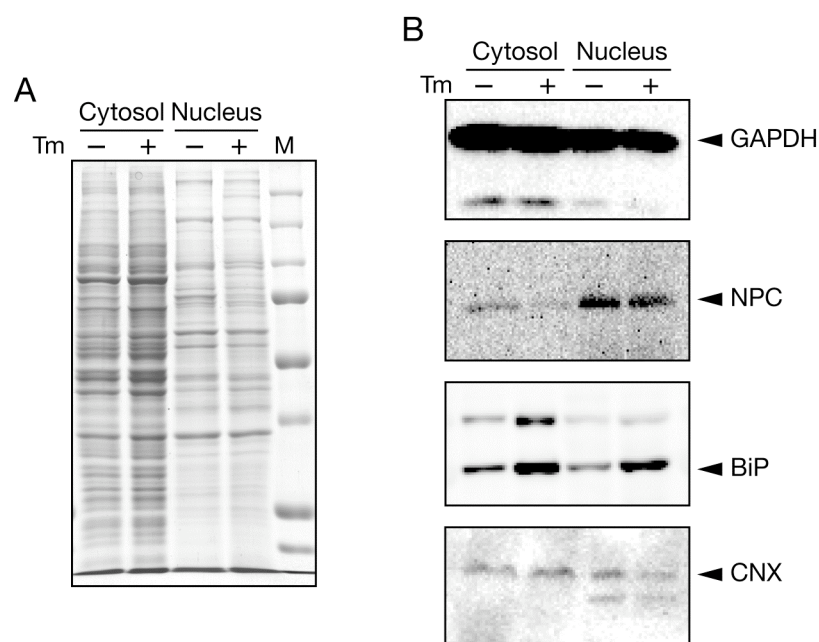 A
Cytosol Nucleus
Tm − + − + M
B
Cytosol Nucleus
Tm − + − +
GAPDH
NPC
BiP
CNX